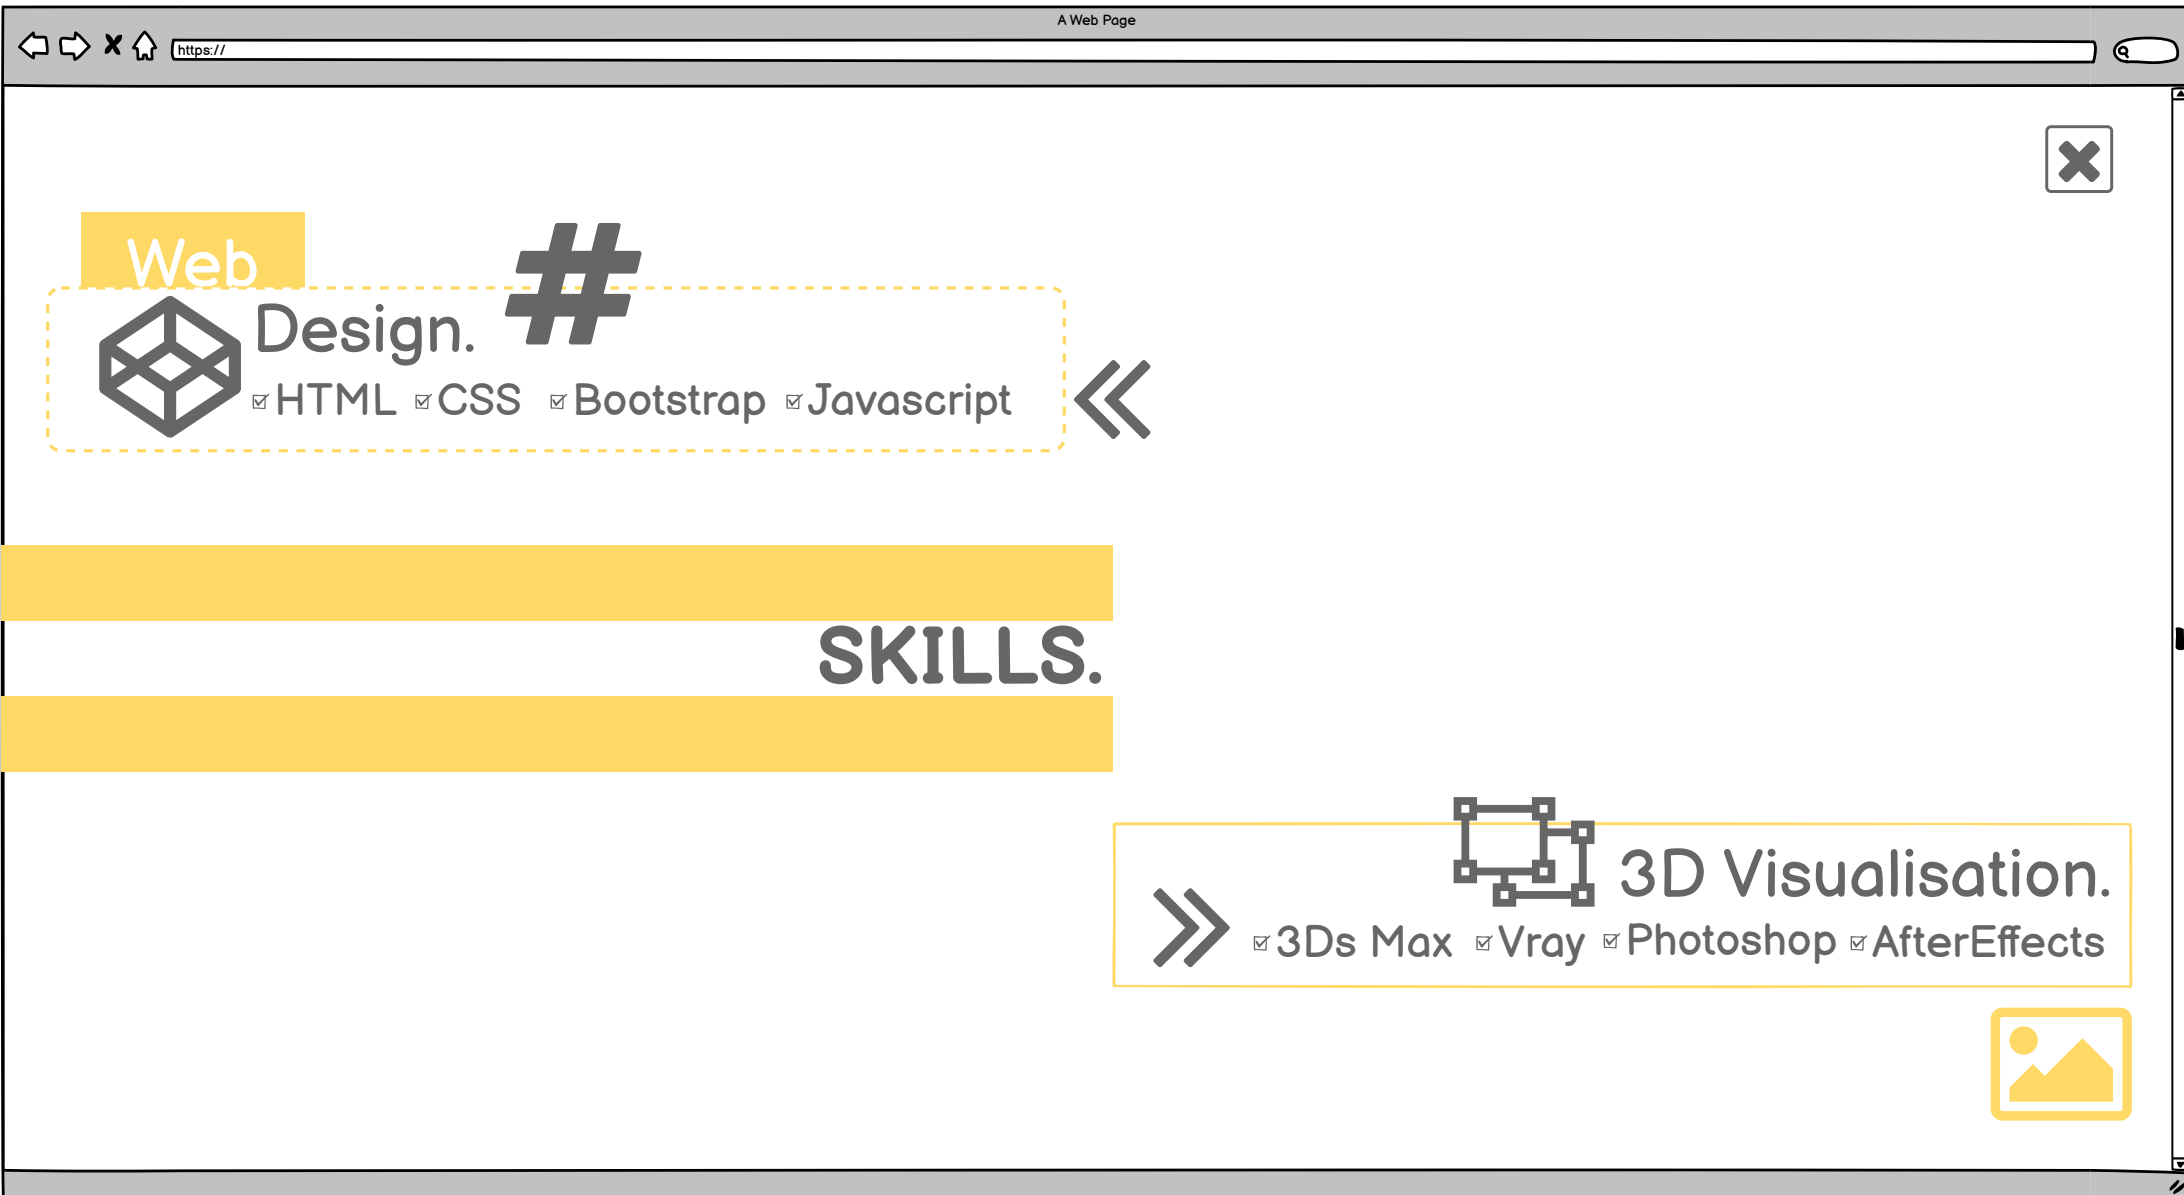 A Web Page
https://
Web
Design.
HTML CSS Bootstrap Javascript
SKILLS.
3D Visualisation.
3Ds Max Vray Photoshop AfterEffects